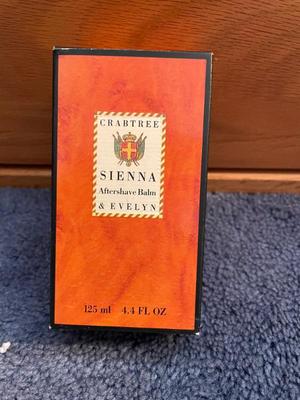 CRABTREE
SIENNA
Aftershave Balm
& EVELYN
125 ml 4.4 FL OZ